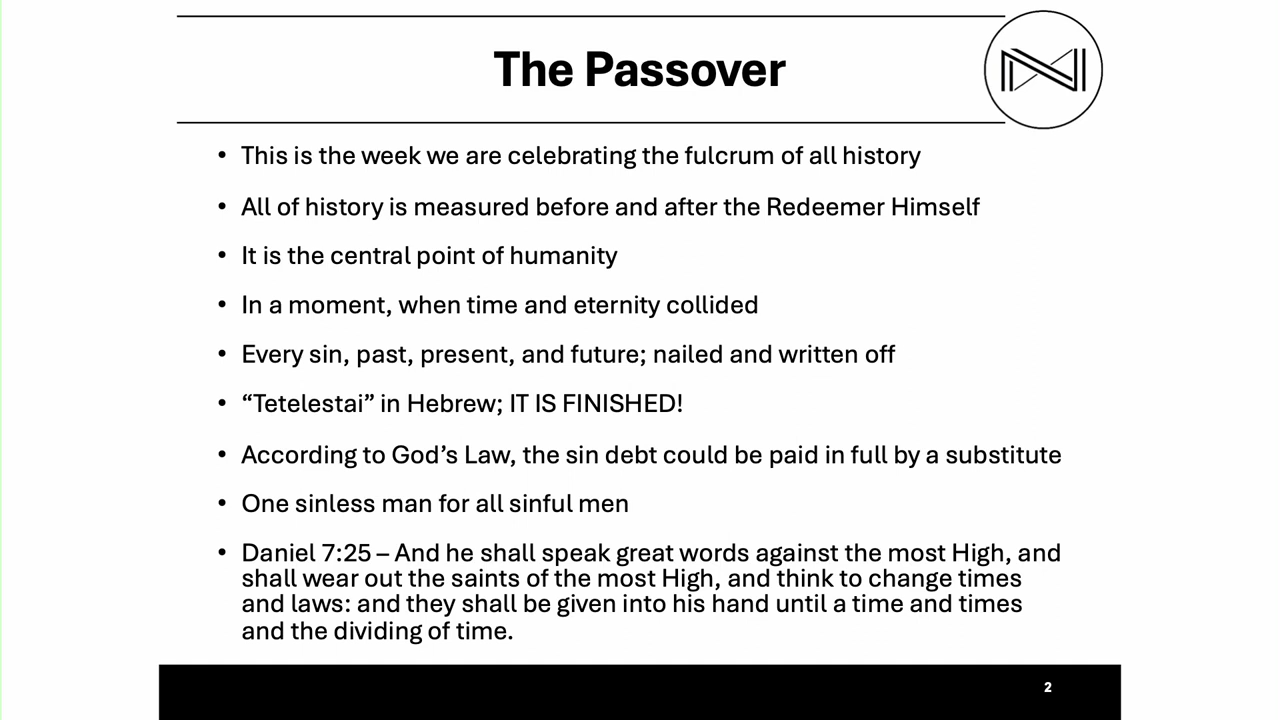 The Passover
• This is the week we are celebrating the fulcrum of all history
• All of history is measured before and after the Redeemer Himself
• It is the central point of humanity
• In a moment, when time and eternity collided
• Every sin, past, present, and future; nailed and written off
• “Tetelestai” in Hebrew; IT IS FINISHED!
• According to God’s Law, the sin debt could be paid in full by a substitute
• One sinless man for all sinful men
• Daniel 7:25 – And he shall speak great words against the most High, and
shall wear out the saints of the most High, and think to change times
and laws: and they shall be given into his hand until a time and times
and the dividing of time.
2